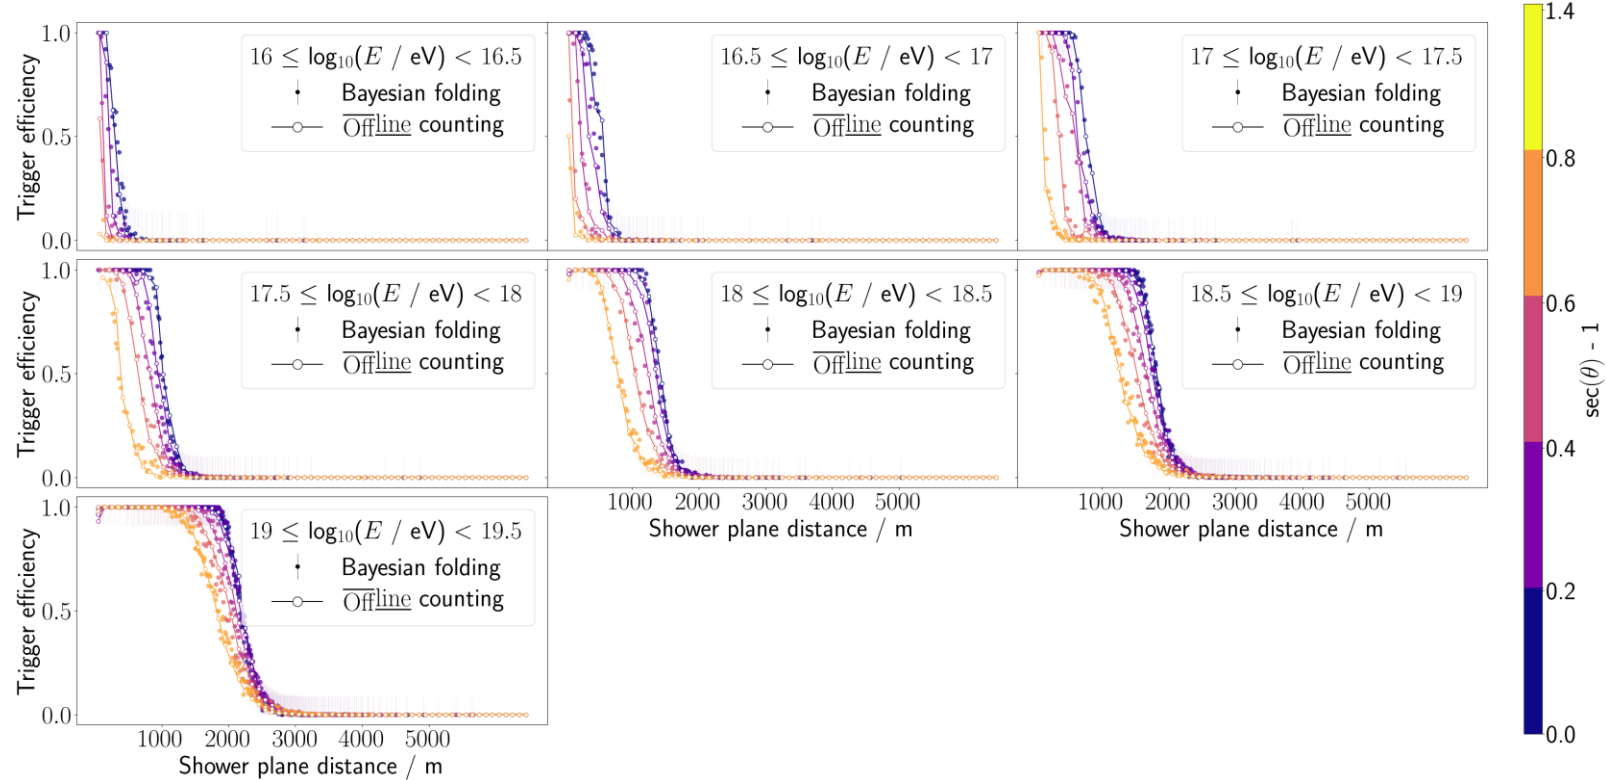 1.0
0.5
0.0
Trigger efficiency
16 ≤ log₁₀(E / eV) < 16.5
Bayesian folding
Offline counting
16.5 ≤ log₁₀(E / eV) < 17
Bayesian folding
Offline counting
17 ≤ log₁₀(E / eV) < 17.5
Bayesian folding
Offline counting
1.0
0.5
0.0
Trigger efficiency
17.5 ≤ log₁₀(E / eV) < 18
Bayesian folding
Offline counting
18 ≤ log₁₀(E / eV) < 18.5
Bayesian folding
Offline counting
1000 2000 3000 4000 5000
Shower plane distance / m
18.5 ≤ log₁₀(E / eV) < 19
Bayesian folding
Offline counting
1000 2000 3000 4000 5000
Shower plane distance / m
1.0
0.5
0.0
Trigger efficiency
19 ≤ log₁₀(E / eV) < 19.5
Bayesian folding
Offline counting
1000 2000 3000 4000 5000
Shower plane distance / m
1.4
0.8
0.6
0.4
0.2
0.0
sec(θ) - 1